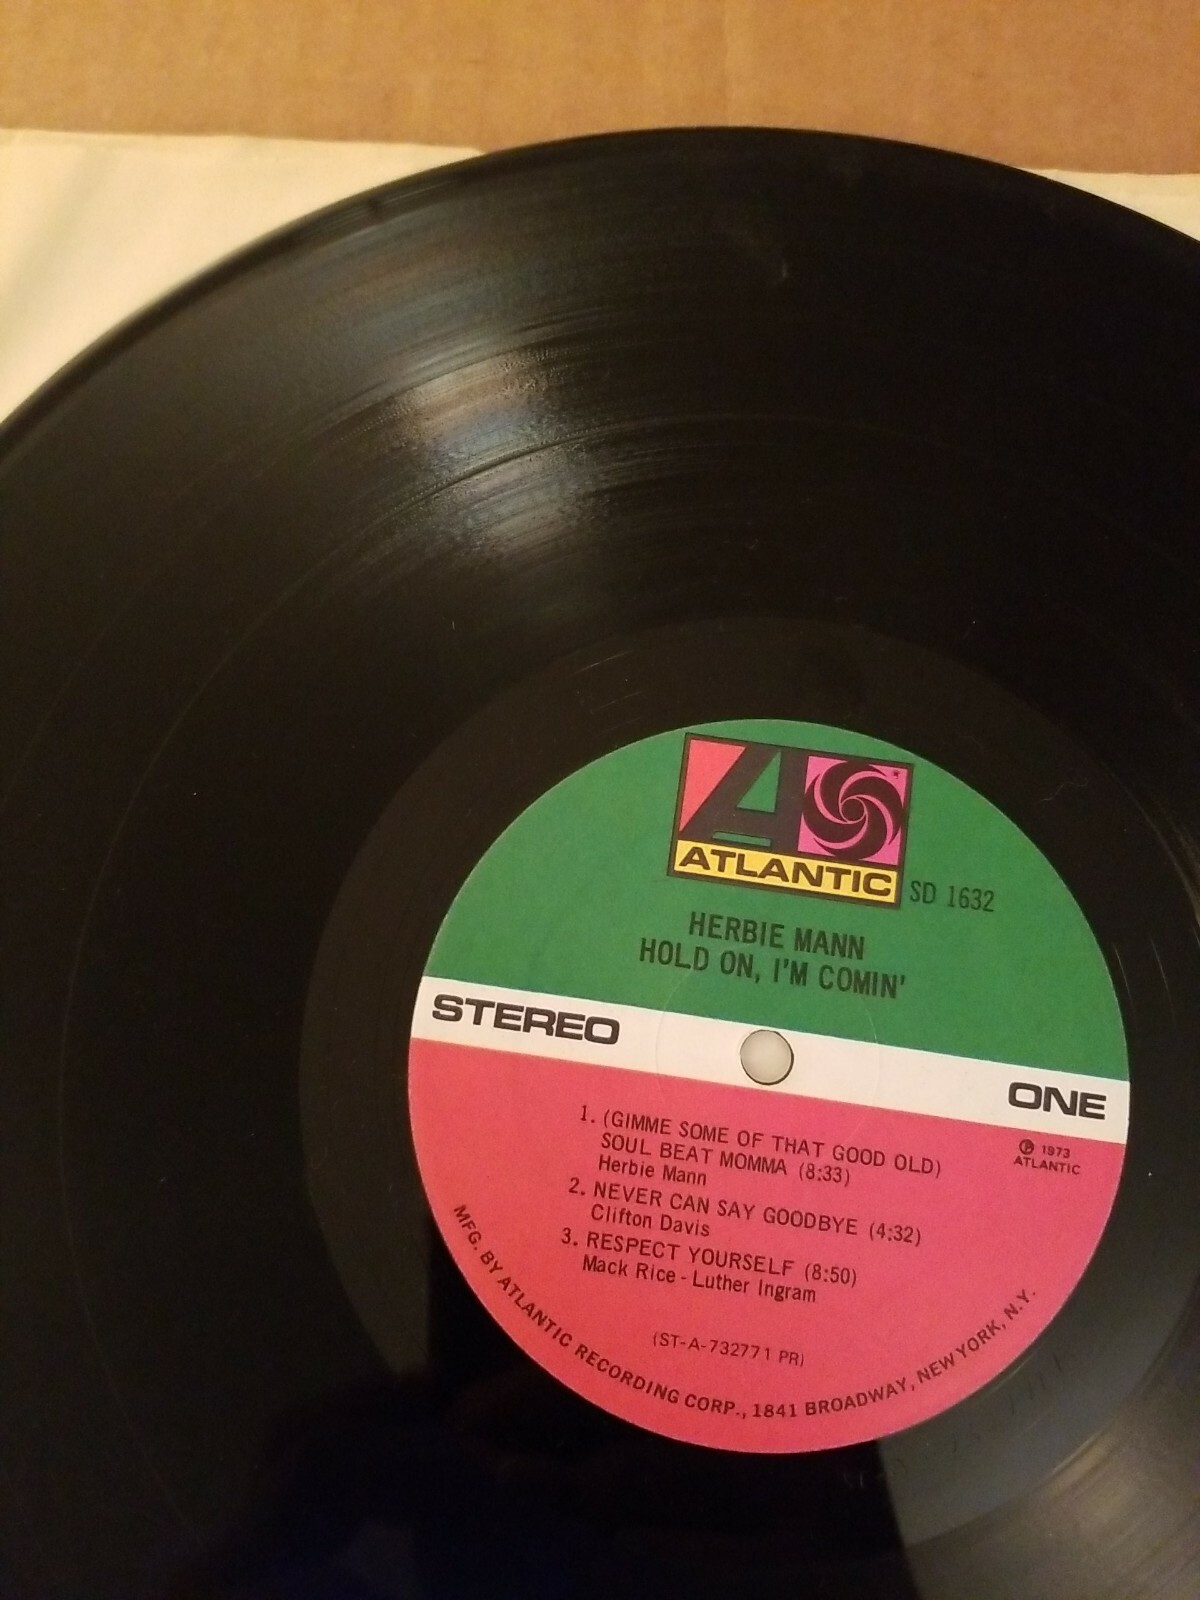 ATLANTIC
SD 1632
HERBIE MANN
HOLD ON, I'M COMIN'
STEREO
ONE
℗ 1973
ATLANTIC
1. (GIMME SOME OF THAT GOOD OLD)
SOUL BEAT MOMMA (8:33)
Herbie Mann
2. NEVER CAN SAY GOODBYE (4:32)
Clifton Davis
3. RESPECT YOURSELF (8:50)
Mack Rice - Luther Ingram
(ST-A-732771 PR)
MFG. BY ATLANTIC RECORDING CORP., 1841 BROADWAY, NEW YORK, N.Y.